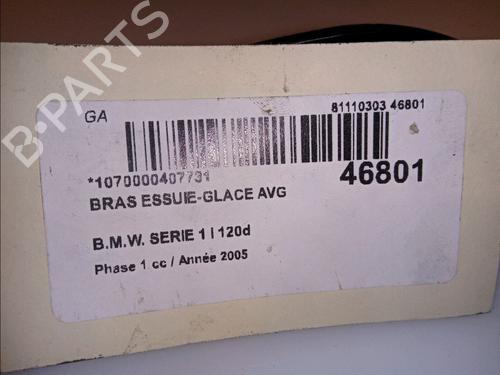 B-PARTS
GA
81110303 46801
*1070000407731
46801
BRAS ESSUIE-GLACE AVG
B.M.W. SERIE 1 I 120d
Phase 1 cc / Année 2005